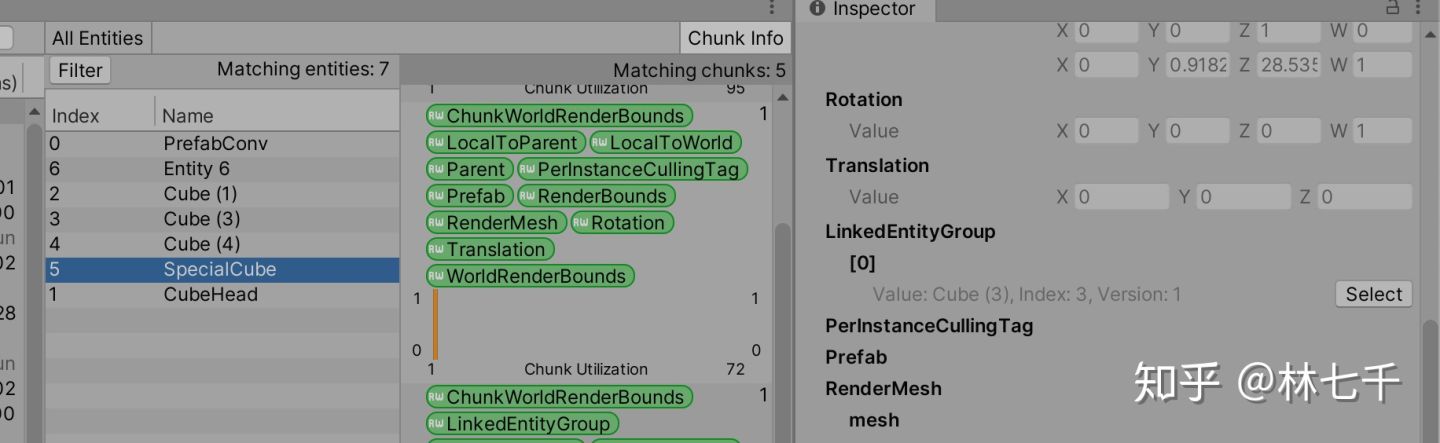 Inspector
All Entities
Chunk Info
Filter
Matching entities: 7
Matching chunks: 5
Index Name
0 PrefabConv
6 Entity 6
2 Cube (1)
3 Cube (3)
4 Cube (4)
5 SpecialCube
1 CubeHead
1 Chunk Utilization 95
ChunkWorldRenderBounds 1
RW LocalToParent RW LocalToWorld
RW Parent RW PerInstanceCullingTag
RW Prefab RW RenderBounds
RW RenderMesh RW Rotation
RW Translation
RW WorldRenderBounds
1 1
0 0
1 Chunk Utilization 72
RW ChunkWorldRenderBounds 1
RW LinkedEntityGroup
X 0 Y 0 Z 1 W 0
X 0 Y 0.9182 Z 28.535 W 1
Rotation
Value X 0 Y 0 Z 0 W 1
Translation
Value X 0 Y 0 Z 0
LinkedEntityGroup
[0]
Value: Cube (3), Index: 3, Version: 1 Select
PerInstanceCullingTag
Prefab
RenderMesh
mesh
知乎 @林七千